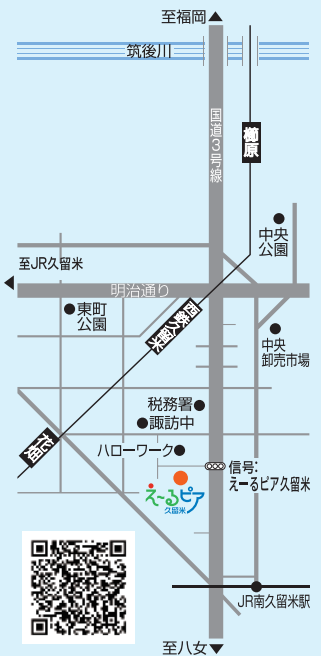 至福岡
筑後川
国道3号線
櫛原
中央
公園
至JR久留米
明治通り
東町
公園
西鉄久留米
中央
卸売市場
税務署
諏訪中
花畑
ハローワーク
信号：
えーるピア久留米
えーるピア
久留米
JR南久留米駅
至八女